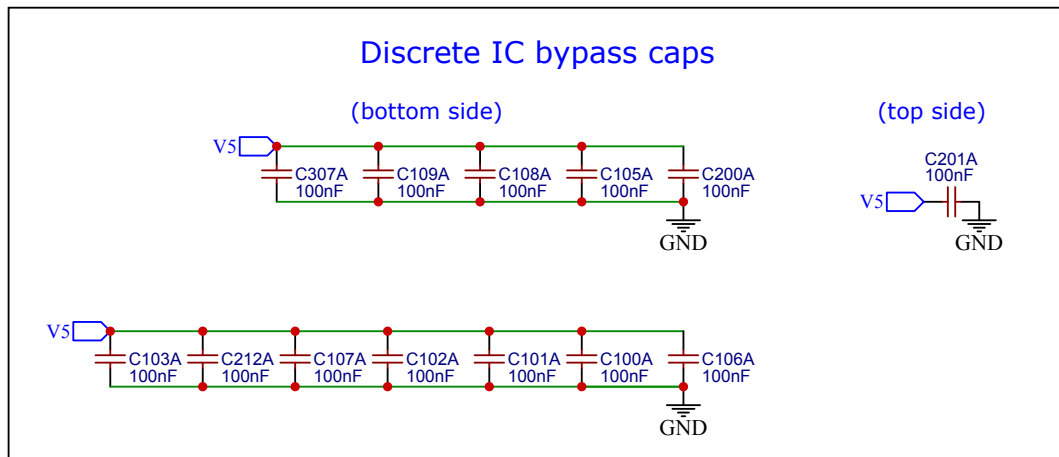 Discrete IC bypass caps
(bottom side)
(top side)
V5
C307A
100nF
C109A
100nF
C108A
100nF
C105A
100nF
C200A
100nF
GND
C201A
100nF
V5
GND
V5
C103A
100nF
C212A
100nF
C107A
100nF
C102A
100nF
C101A
100nF
C100A
100nF
C106A
100nF
GND